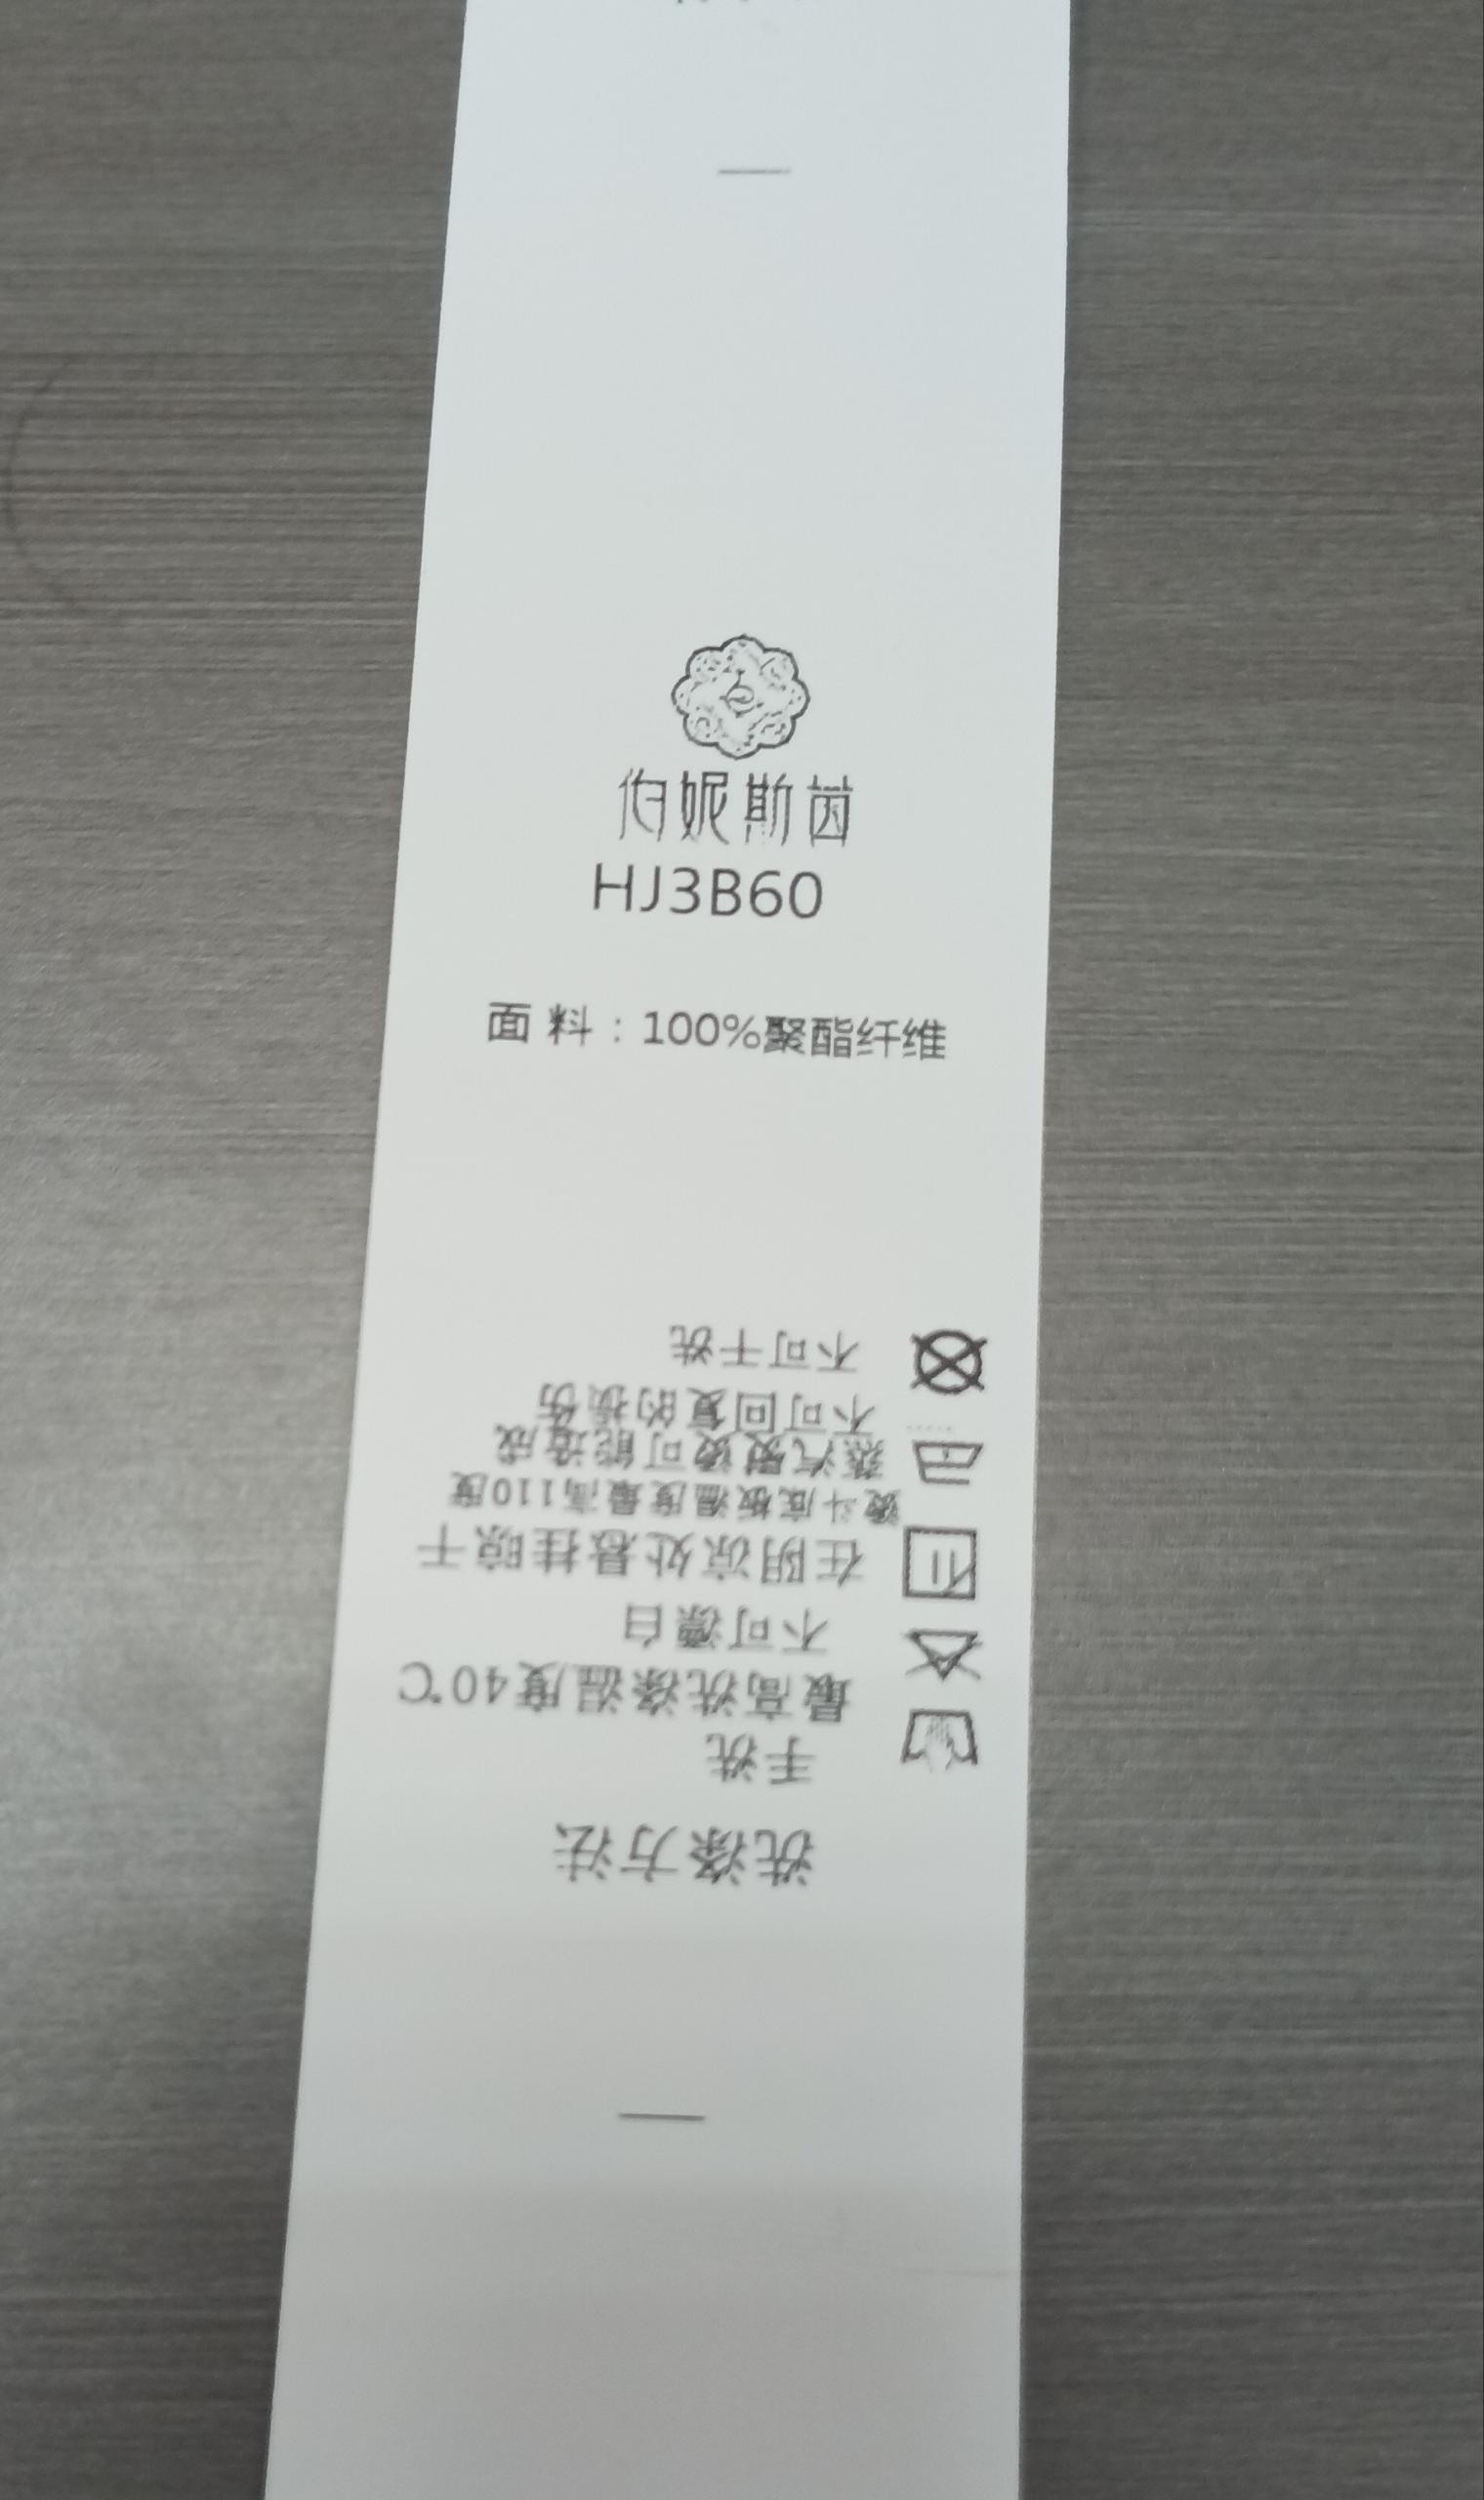 伯妮斯茵
HJ3B60
面料：100%聚酯纤维
洗涤方法
手洗
最高洗涤温度40℃
不可漂白
在阴凉处悬挂晾干
熨斗底板温度最高110度
蒸汽熨烫可能造成
不可回复的损伤
不可干洗